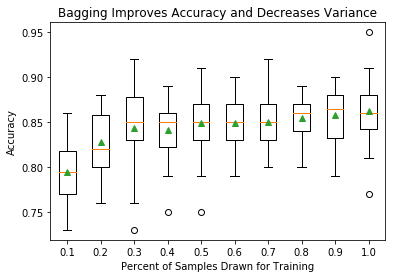 Bagging Improves Accuracy and Decreases Variance
0.95
0.90
0.85
0.80
0.75
Accuracy
0.1 0.2 0.3 0.4 0.5 0.6 0.7 0.8 0.9 1.0
Percent of Samples Drawn for Training